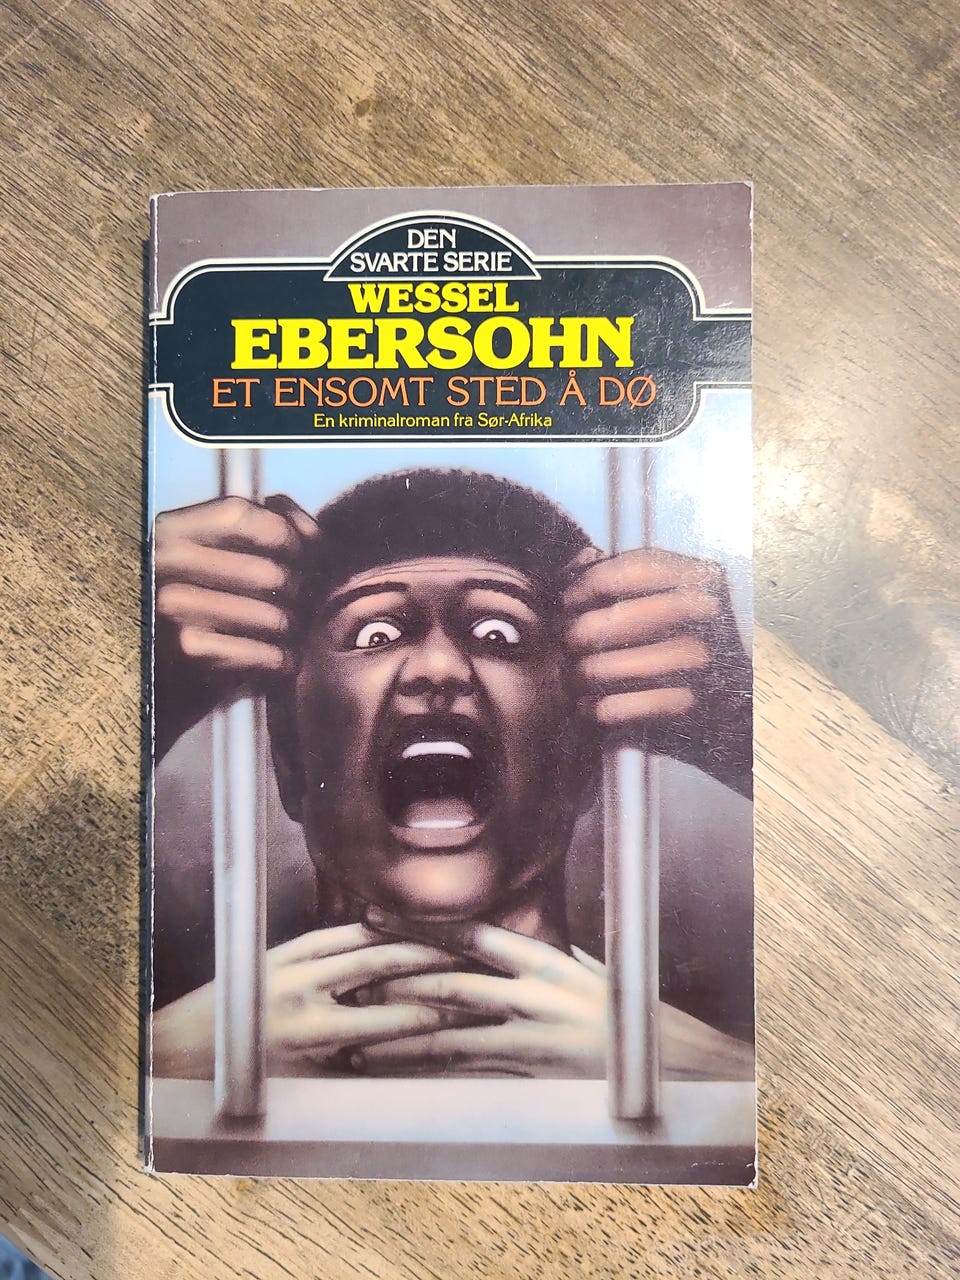 DEN
SVARTE SERIE
WESSEL
EBERSOHN
ET ENSOMT STED Å DØ
En kriminalroman fra Sør-Afrika